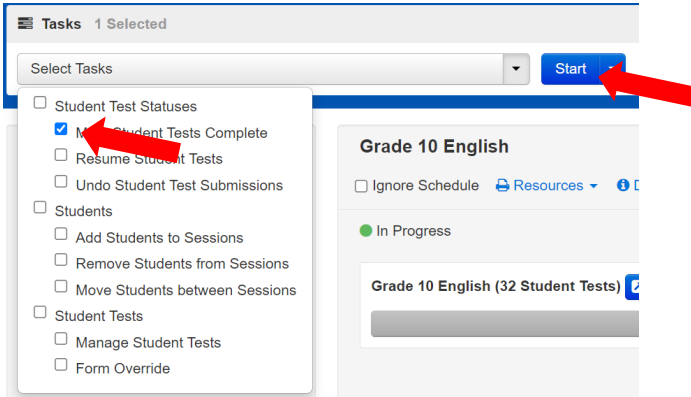 Tasks 1 Selected
Select Tasks
Start
Student Test Statuses
Student Tests Complete
Resume Student Tests
Undo Student Test Submissions
Students
Add Students to Sessions
Remove Students from Sessions
Move Students between Sessions
Student Tests
Manage Student Tests
Form Override
Grade 10 English
Ignore Schedule Resources
In Progress
Grade 10 English (32 Student Tests)